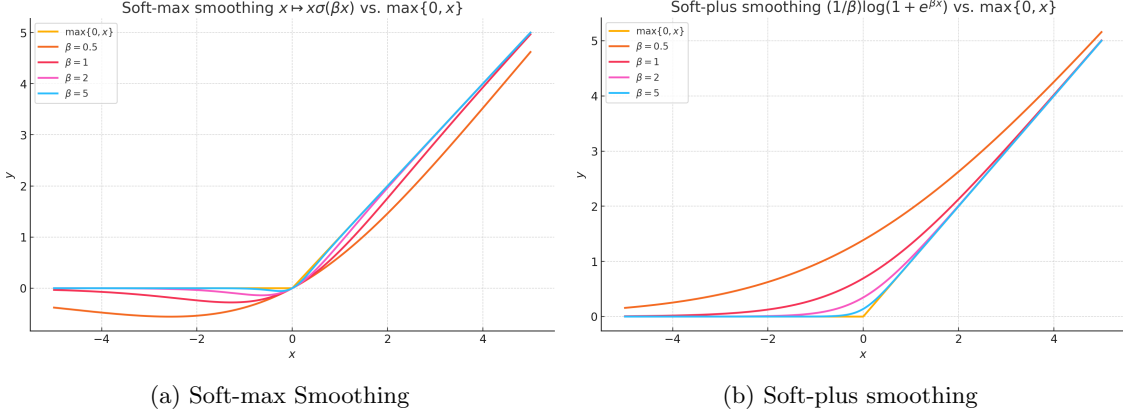 Soft-max smoothing x ↦ xσ(βx) vs. max{0, x}
max{0, x}
β = 0.5
β = 1
β = 2
β = 5
y
5
4
3
2
1
0
−4
−2
0
2
4
x
(a) Soft-max Smoothing
Soft-plus smoothing (1/β)log(1 + e^{βx}) vs. max{0, x}
max{0, x}
β = 0.5
β = 1
β = 2
β = 5
y
5
4
3
2
1
0
−4
−2
0
2
4
x
(b) Soft-plus smoothing